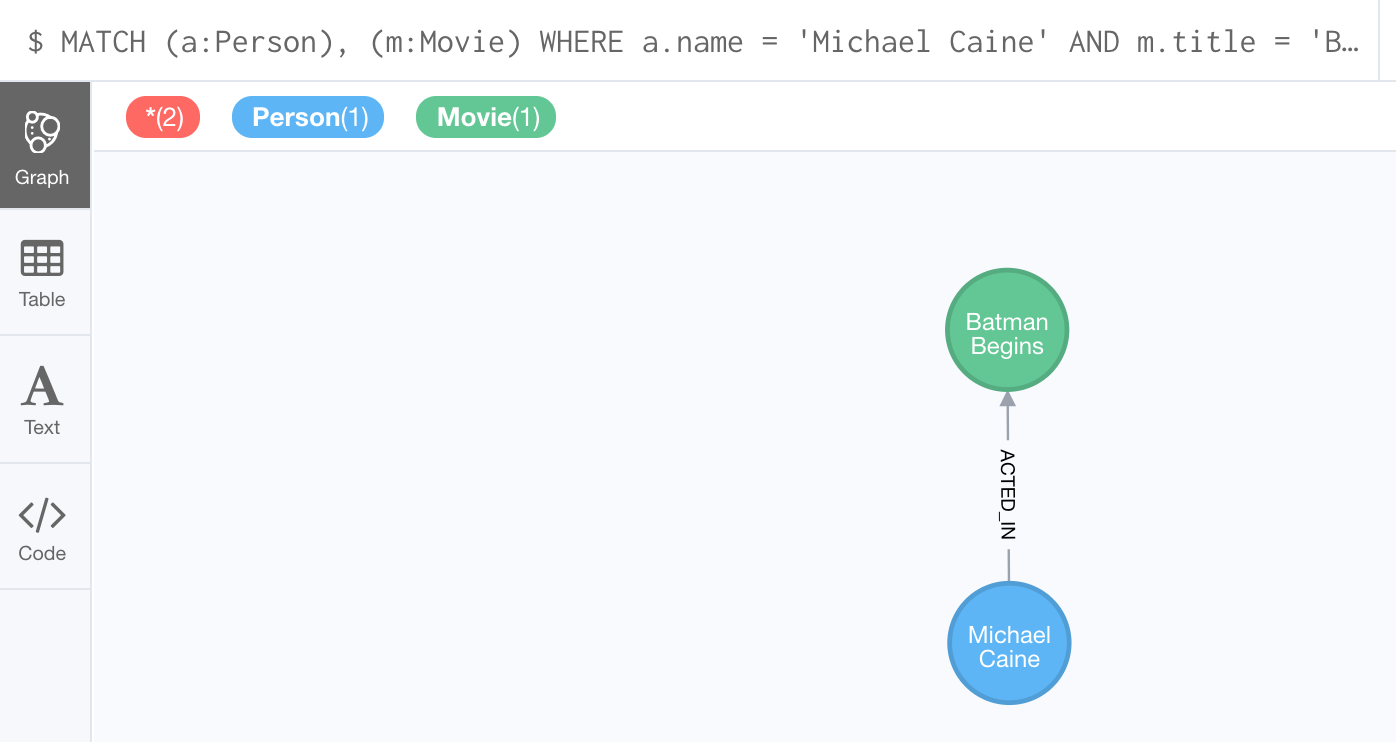 $ MATCH (a:Person), (m:Movie) WHERE a.name = 'Michael Caine' AND m.title = 'B…
*(2) Person(1) Movie(1)
Graph
Table
Text
Code
Batman
Begins
ACTED_IN
Michael
Caine